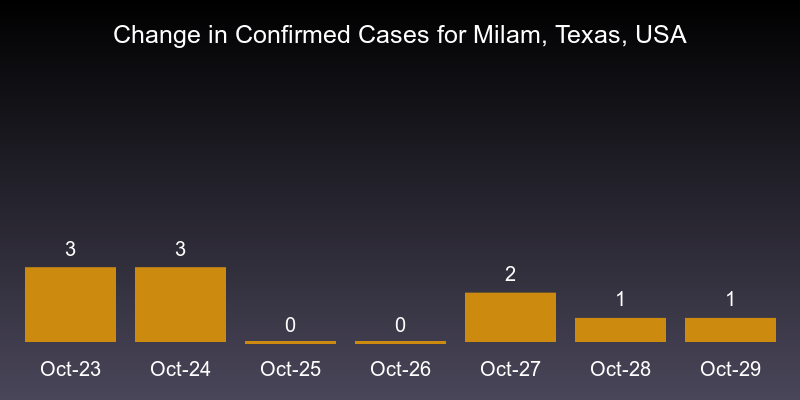 Change in Confirmed Cases for Milam, Texas, USA
3 3 0 0 2 1 1
Oct-23 Oct-24 Oct-25 Oct-26 Oct-27 Oct-28 Oct-29